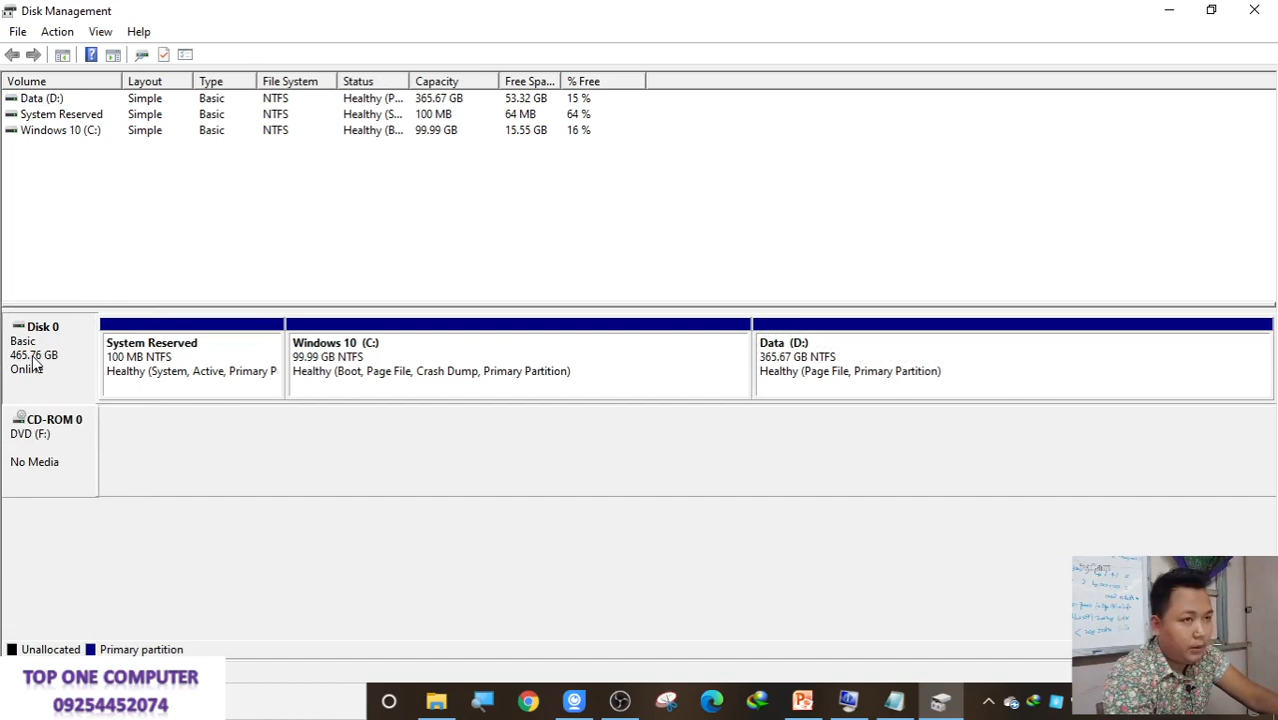 Disk Management
File Action View Help
Volume Layout Type File System Status Capacity Free Spa... % Free
Data (D:) Simple Basic NTFS Healthy (P... 365.67 GB 53.32 GB 15 %
System Reserved Simple Basic NTFS Healthy (S... 100 MB 64 MB 64 %
Windows 10 (C:) Simple Basic NTFS Healthy (B... 99.99 GB 15.55 GB 16 %
Disk 0
Basic
465.76 GB
Online
System Reserved
100 MB NTFS
Healthy (System, Active, Primary P
Windows 10 (C:)
99.99 GB NTFS
Healthy (Boot, Page File, Crash Dump, Primary Partition)
Data (D:)
365.67 GB NTFS
Healthy (Page File, Primary Partition)
CD-ROM 0
DVD (F:)
No Media
Unallocated Primary partition
TOP ONE COMPUTER
09254452074